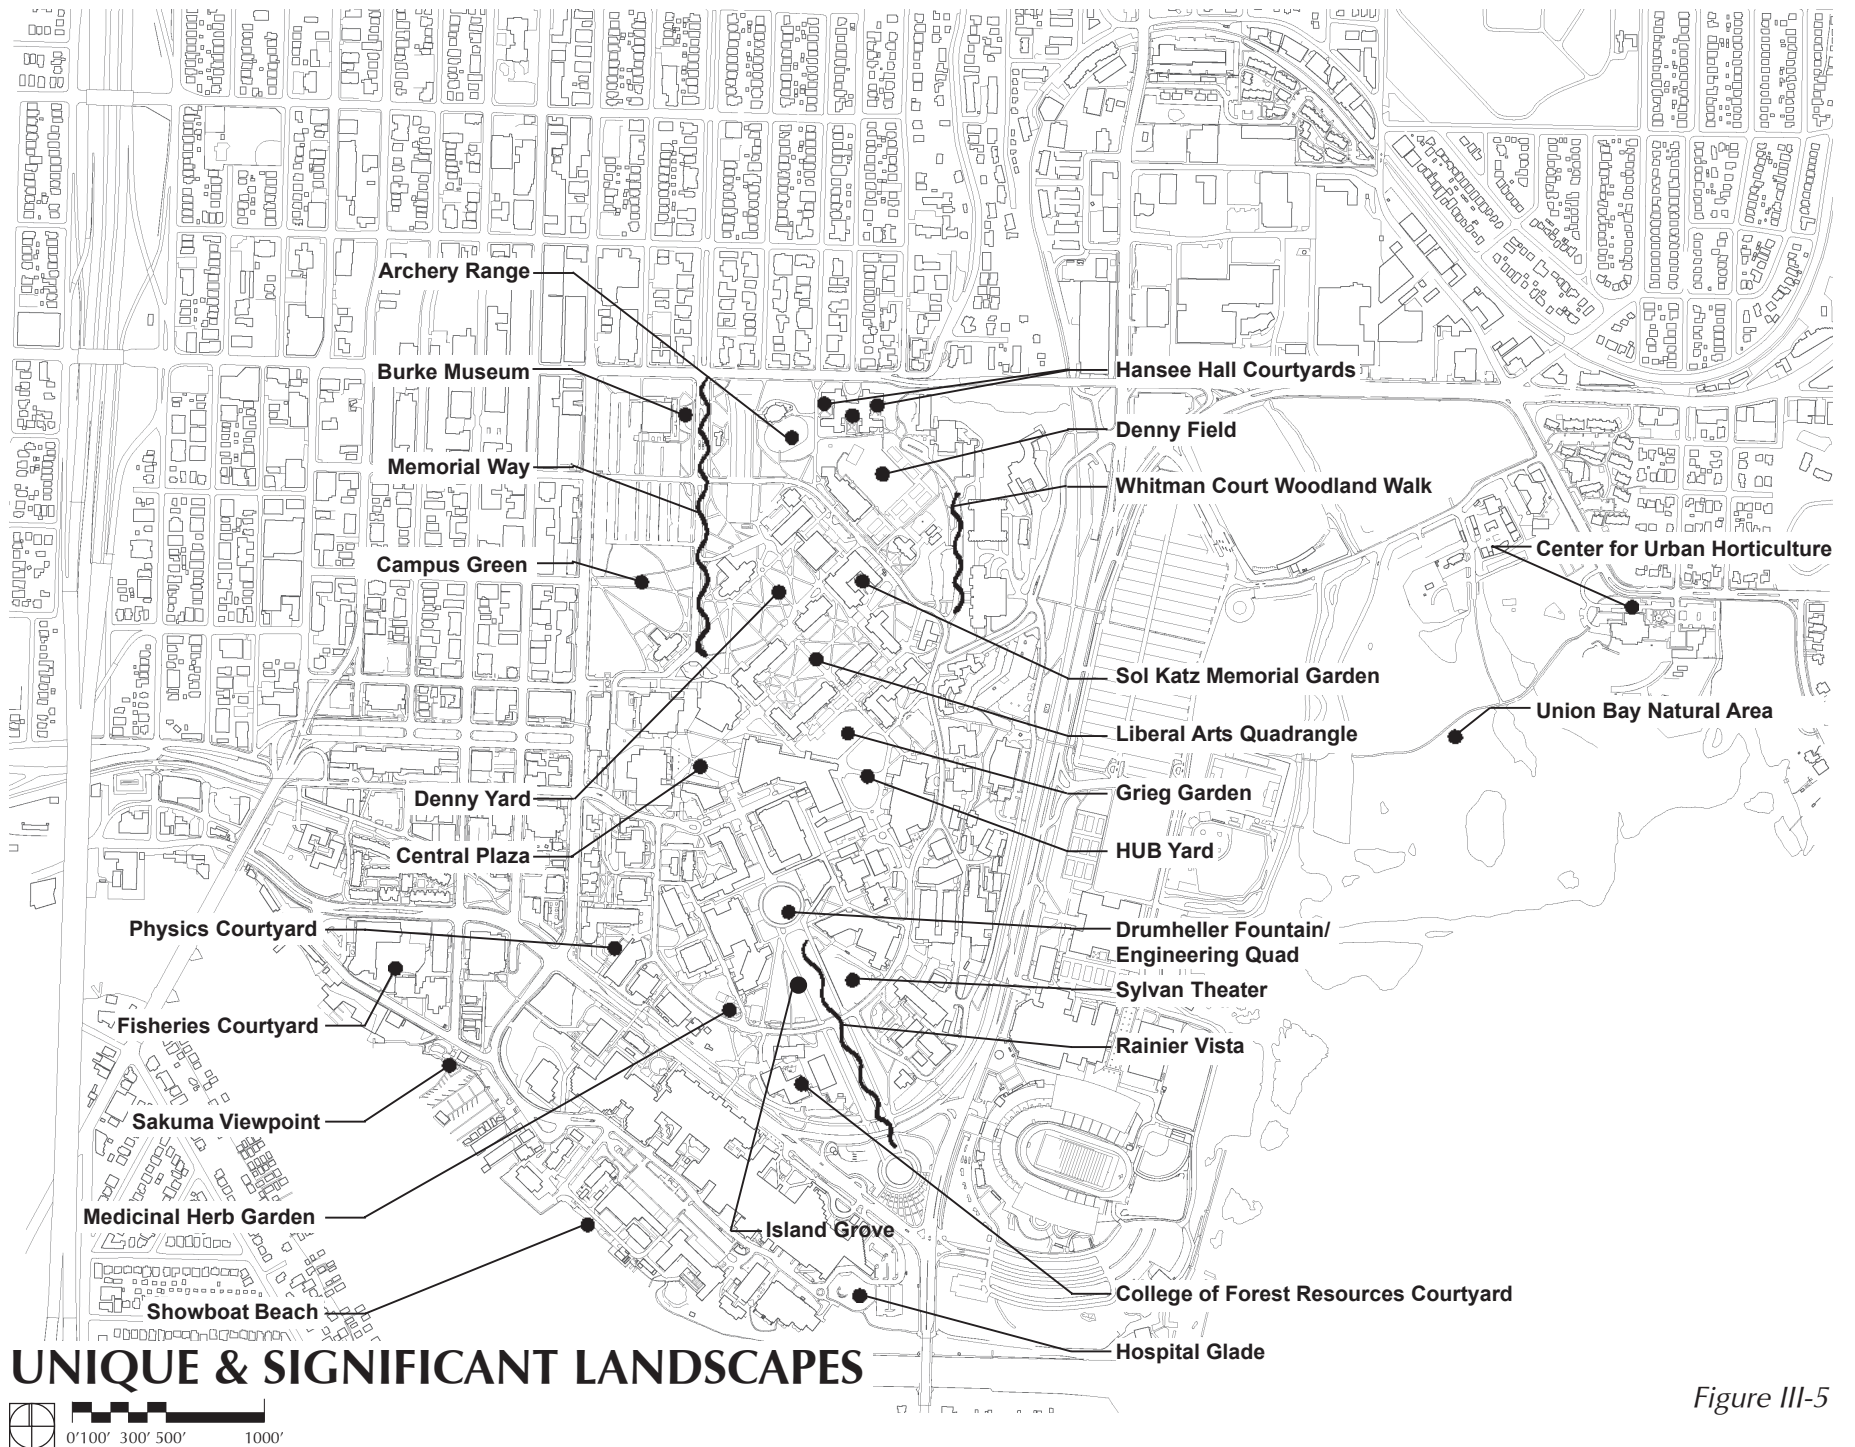 Archery Range
Burke Museum
Hansee Hall Courtyards
Denny Field
Memorial Way
Whitman Court Woodland Walk
Center for Urban Horticulture
Campus Green
Sol Katz Memorial Garden
Union Bay Natural Area
Liberal Arts Quadrangle
Denny Yard
Grieg Garden
Central Plaza
HUB Yard
Physics Courtyard
Drumheller Fountain/
Engineering Quad
Sylvan Theater
Fisheries Courtyard
Rainier Vista
Sakuma Viewpoint
Medicinal Herb Garden
Island Grove
College of Forest Resources Courtyard
Showboat Beach
Hospital Glade
UNIQUE & SIGNIFICANT LANDSCAPES
Figure III-5
0'100' 300' 500' 1000'